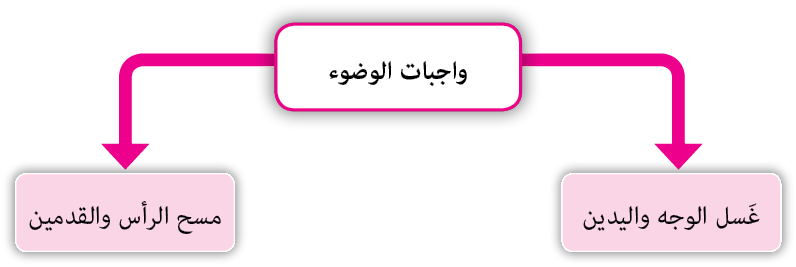 واجبات الوضوء
غَسل الوجه واليدين
مسح الرأس والقدمين